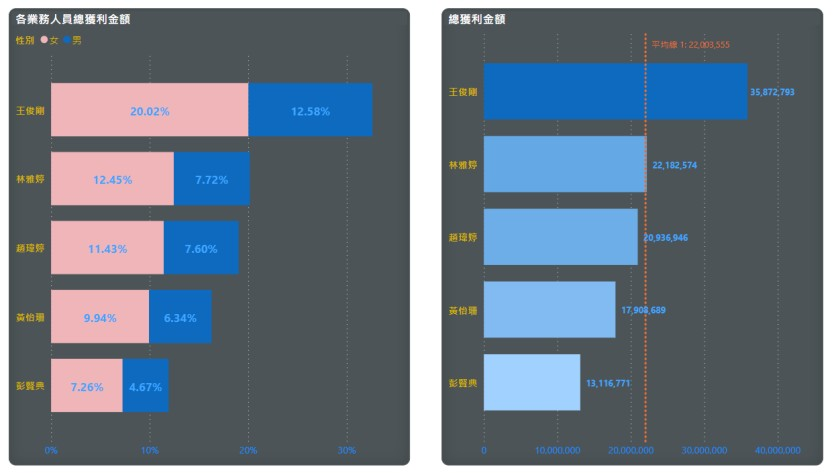 各業務人員總獲利金額
性別 女 男
王俊剛 20.02% 12.58%
林雅婷 12.45% 7.72%
趙瑋婷 11.43% 7.60%
黃怡珊 9.94% 6.34%
彭賢典 7.26% 4.67%
0% 10% 20% 30%
總獲利金額
平均線 1: 22,003,555
王俊剛 35,872,793
林雅婷 22,182,574
趙瑋婷 20,936,946
黃怡珊 17,908,689
彭賢典 13,116,771
0 10,000,000 20,000,000 30,000,000 40,000,000